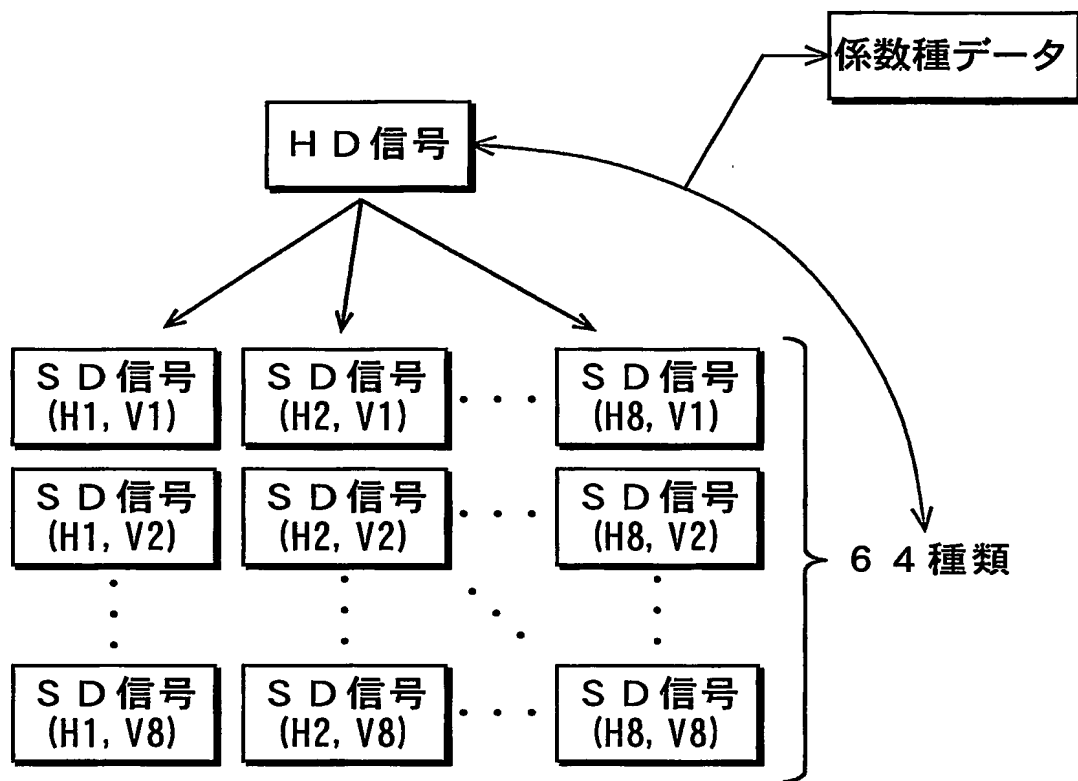 係数種データ
HD信号
SD信号 SD信号 ・・・ SD信号
(H1, V1) (H2, V1) (H8, V1)
SD信号 SD信号 ・・・ SD信号
(H1, V2) (H2, V2) (H8, V2)
64種類
SD信号 SD信号 ・・・ SD信号
(H1, V8) (H2, V8) (H8, V8)